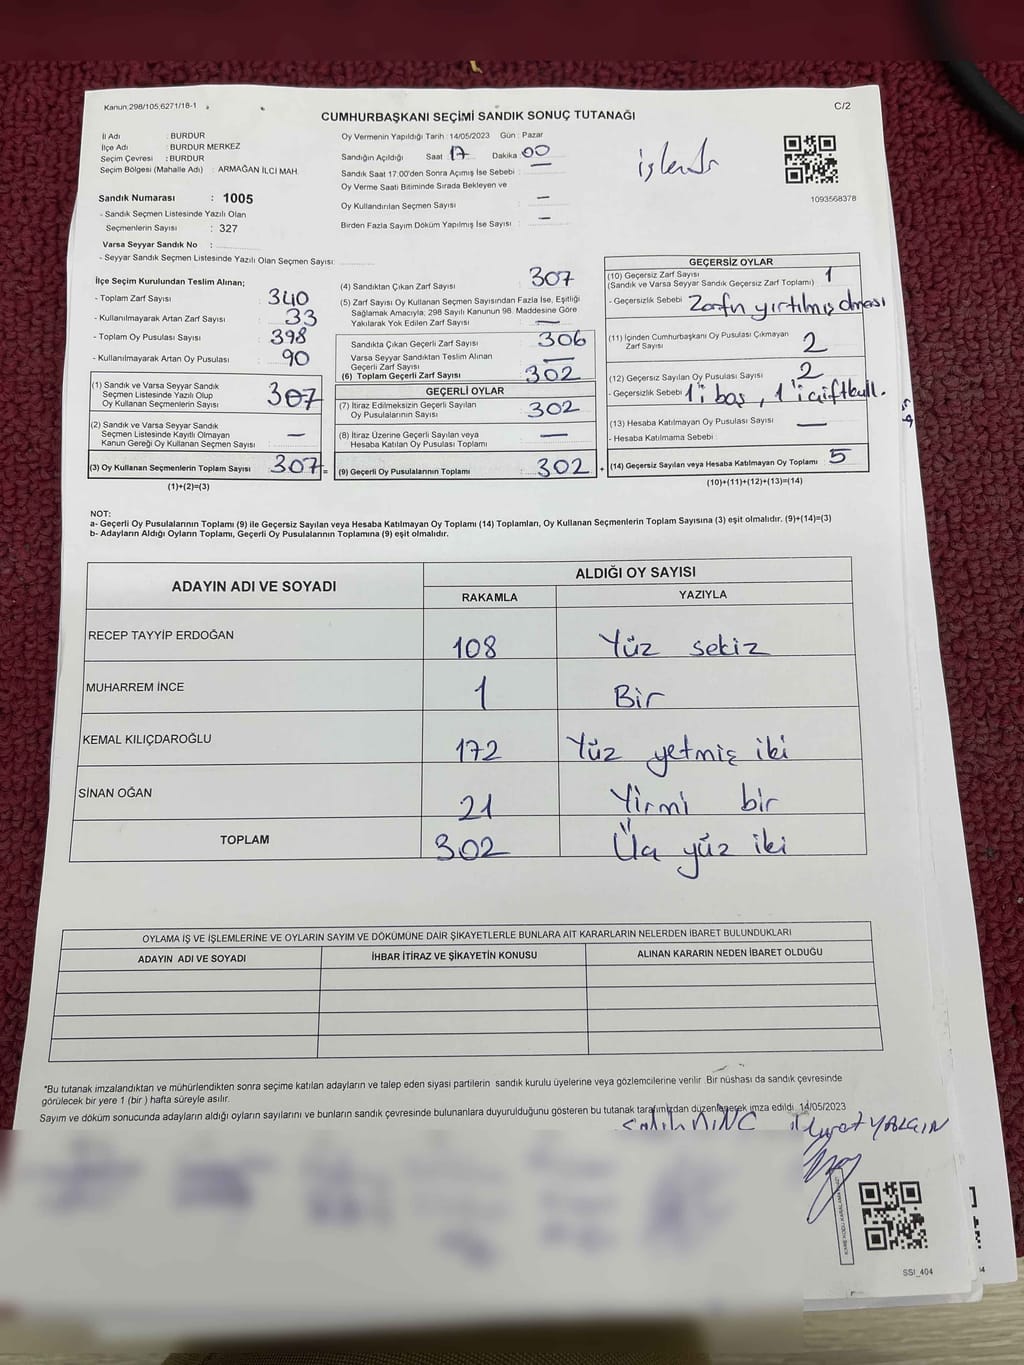 Kanun 298/105,6271/18-1
C/2
CUMHURBAŞKANI SEÇİMİ SANDIK SONUÇ TUTANAĞI
İl Adı : BURDUR
İlçe Adı : BURDUR MERKEZ
Seçim Çevresi : BURDUR
Seçim Bölgesi (Mahalle Adı) : ARMAĞAN İLCİ MAH.
Sandık Numarası : 1005
- Sandık Seçmen Listesinde Yazılı Olan
Seçmenlerin Sayısı : 327
Varsa Seyyar Sandık No :
- Seyyar Sandık Seçmen Listesinde Yazılı Olan Seçmen Sayısı:
Oy Vermenin Yapıldığı Tarih : 14/05/2023 Gün : Pazar
Sandığın Açıldığı Saat 17 Dakika : 00
Sandık Saat 17.00'den Sonra Açımış İse Sebebi :
Oy Verme Saati Bitiminde Sırada Bekleyen ve
Oy Kullandırılan Seçmen Sayısı : —
Birden Fazla Sayım Döküm Yapılmış İse Sayısı : —
işlendi
1093568378
İlçe Seçim Kurulundan Teslim Alınan;
- Toplam Zarf Sayısı : 340
- Kullanılmayarak Artan Zarf Sayısı : 33
- Toplam Oy Pusulası Sayısı : 398
- Kullanılmayarak Artan Oy Pusulası : 90
(1) Sandık ve Varsa Seyyar Sandık
Seçmen Listesinde Yazılı Olup
Oy Kullanan Seçmenlerin Sayısı : 307
(2) Sandık ve Varsa Seyyar Sandık
Seçmen Listesinde Kayıtlı Olmayan
Kanun Gereği Oy Kullanan Seçmen Sayısı : —
(3) Oy Kullanan Seçmenlerin Toplam Sayısı : 307 =
(1)+(2)=(3)
(4) Sandıktan Çıkan Zarf Sayısı : 307
(5) Zarf Sayısı Oy Kullanan Seçmen Sayısından Fazla İse, Eşitliği
Sağlamak Amacıyla, 298 Sayılı Kanunun 98. Maddesine Göre
Yakılarak Yok Edilen Zarf Sayısı : —
Sandıkta Çıkan Geçerli Zarf Sayısı : 306
Varsa Seyyar Sandıktan Teslim Alınan
Geçerli Zarf Sayısı : —
(6) Toplam Geçerli Zarf Sayısı : 302
GEÇERLİ OYLAR
(7) İtiraz Edilmeksizin Geçerli Sayılan
Oy Pusulalarının Sayısı : 302
(8) İtiraz Üzerine Geçerli Sayılan veya
Hesaba Katılan Oy Pusulası Toplamı : —
(9) Geçerli Oy Pusulalarının Toplamı : 302 +
GEÇERSİZ OYLAR
(10) Geçersiz Zarf Sayısı
(Sandık ve Varsa Seyyar Sandık Geçersiz Zarf Toplamı) : 1
- Geçersizlik Sebebi : Zarfın yırtılmış olması
(11) İçinden Cumhurbaşkanı Oy Pusulası Çıkmayan
Zarf Sayısı : 2
(12) Geçersiz Sayılan Oy Pusulası Sayısı : 2
- Geçersizlik Sebebi : 1'i boş, 1'i çift kull.
(13) Hesaba Katılmayan Oy Pusulası Sayısı : —
- Hesaba Katılmama Sebebi :
(14) Geçersiz Sayılan veya Hesaba Katılmayan Oy Toplamı : 5
(10)+(11)+(12)+(13)=(14)
NOT:
a- Geçerli Oy Pusulalarının Toplamı (9) ile Geçersiz Sayılan veya Hesaba Katılmayan Oy Toplamı (14) Toplamları, Oy Kullanan Seçmenlerin Toplam Sayısına (3) eşit olmalıdır. (9)+(14)=(3)
b- Adayların Aldığı Oyların Toplamı, Geçerli Oy Pusulalarının Toplamına (9) eşit olmalıdır.
ADAYIN ADI VE SOYADI
ALDIĞI OY SAYISI
RAKAMLA YAZIYLA
RECEP TAYYİP ERDOĞAN 108 Yüz sekiz
MUHARREM İNCE 1 Bir
KEMAL KILIÇDAROĞLU 172 Yüz yetmiş iki
SİNAN OĞAN 21 Yirmi bir
TOPLAM 302 Üç yüz iki
OYLAMA İŞ VE İŞLEMLERİNE VE OYLARIN SAYIM VE DÖKÜMÜNE DAİR ŞİKAYETLERLE BUNLARA AİT KARARLARIN NELERDEN İBARET BULUNDUKLARI
ADAYIN ADI VE SOYADI İHBAR İTİRAZ VE ŞİKAYETİN KONUSU ALINAN KARARIN NEDEN İBARET OLDUĞU
*Bu tutanak imzalandıktan ve mühürlendikten sonra seçime katılan adayların ve talep eden siyasi partilerin sandık kurulu üyelerine veya gözlemcilerine verilir. Bir nüshası da sandık çevresinde
görülecek bir yere 1 (bir ) hafta süreyle asılır.
Sayım ve döküm sonucunda adayların aldığı oyların sayılarını ve bunların sandık çevresinde bulunanlara duyurulduğunu gösteren bu tutanak tarafımızdan düzenlenerek imza edildi. 14/05/2023
YALÇIN
SSI_404